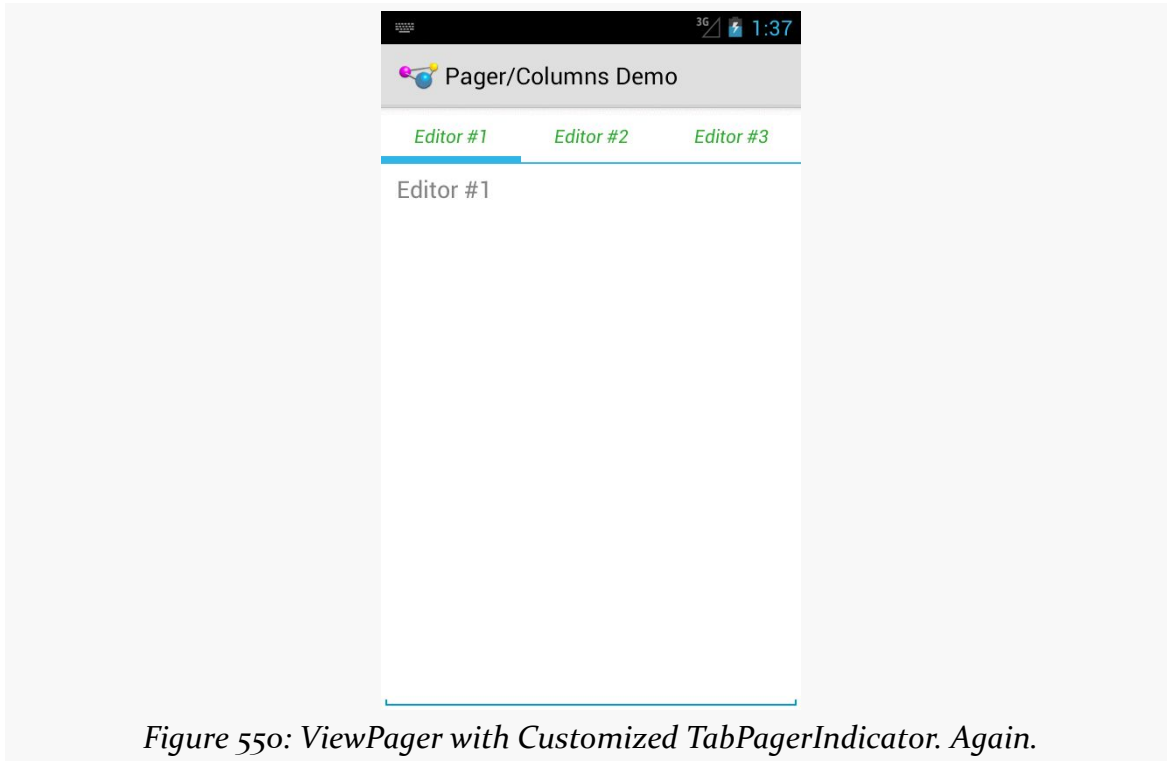 3G 1:37
Pager/Columns Demo
Editor #1 Editor #2 Editor #3
Editor #1
Figure 550: ViewPager with Customized TabPagerIndicator. Again.